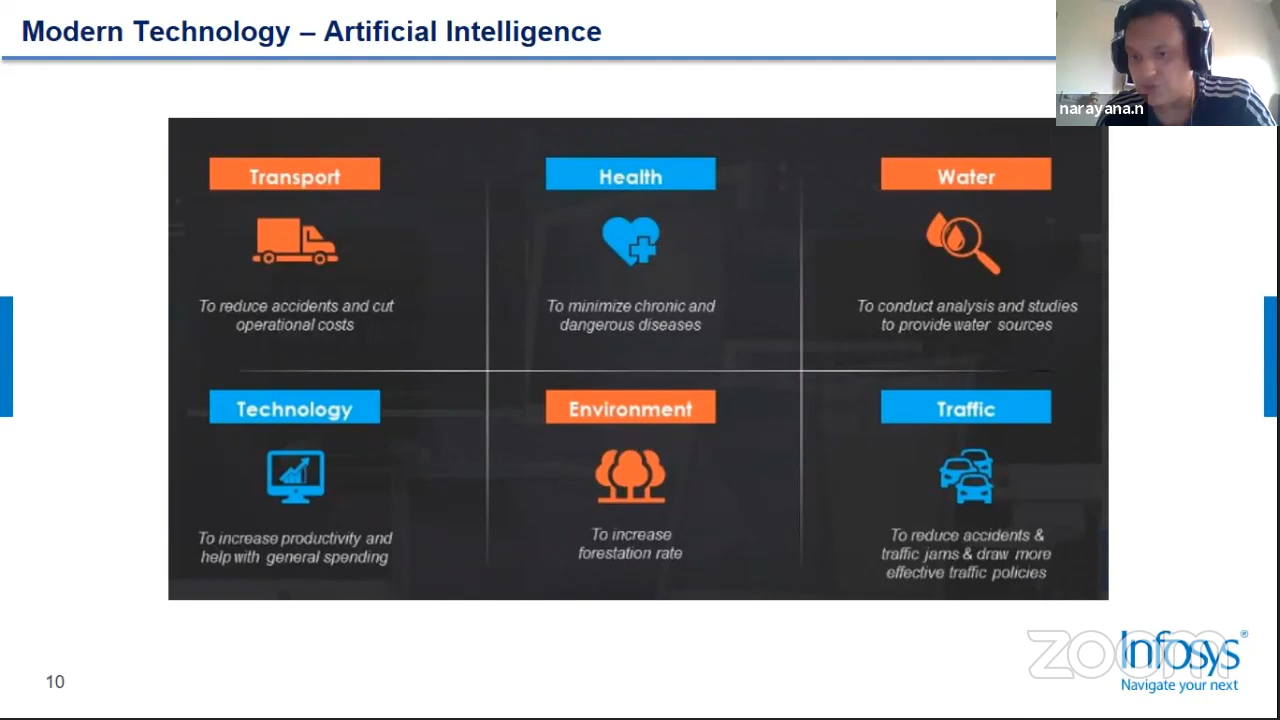 Modern Technology – Artificial Intelligence
narayana.n
Transport
To reduce accidents and cut
operational costs
Health
To minimize chronic and
dangerous diseases
Water
To conduct analysis and studies
to provide water sources
Technology
To increase productivity and
help with general spending
Environment
To increase
forestation rate
Traffic
To reduce accidents &
traffic jams & draw more
effective traffic policies
zoom
Infosys®
Navigate your next
10